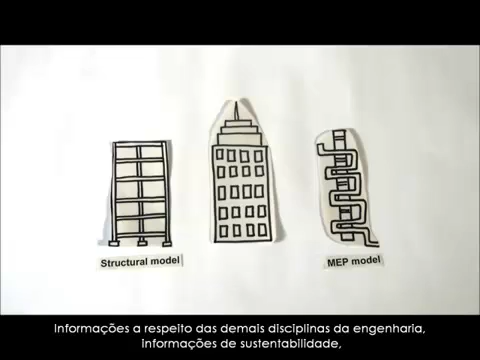 Structural model
MEP model
Informações a respeito das demais disciplinas da engenharia,
informações de sustentabilidade,